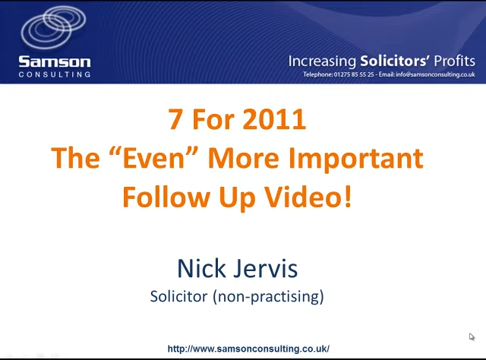 Samson
CONSULTING
Increasing Solicitors' Profits
Telephone: 01275 85 55 25 - Email: info@samsonconsulting.co.uk
7 For 2011
The “Even” More Important
Follow Up Video!
Nick Jervis
Solicitor (non-practising)
http://www.samsonconsulting.co.uk/